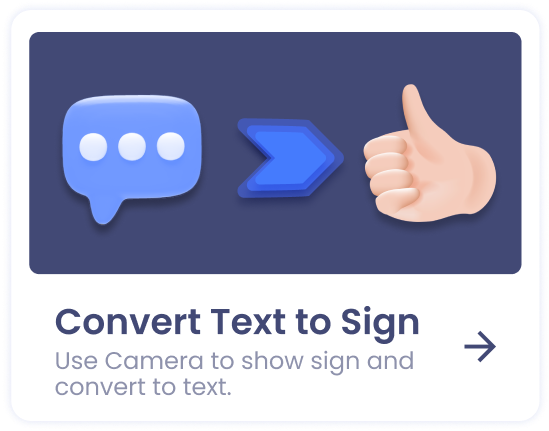 Convert Text to Sign
Use Camera to show sign and
convert to text.